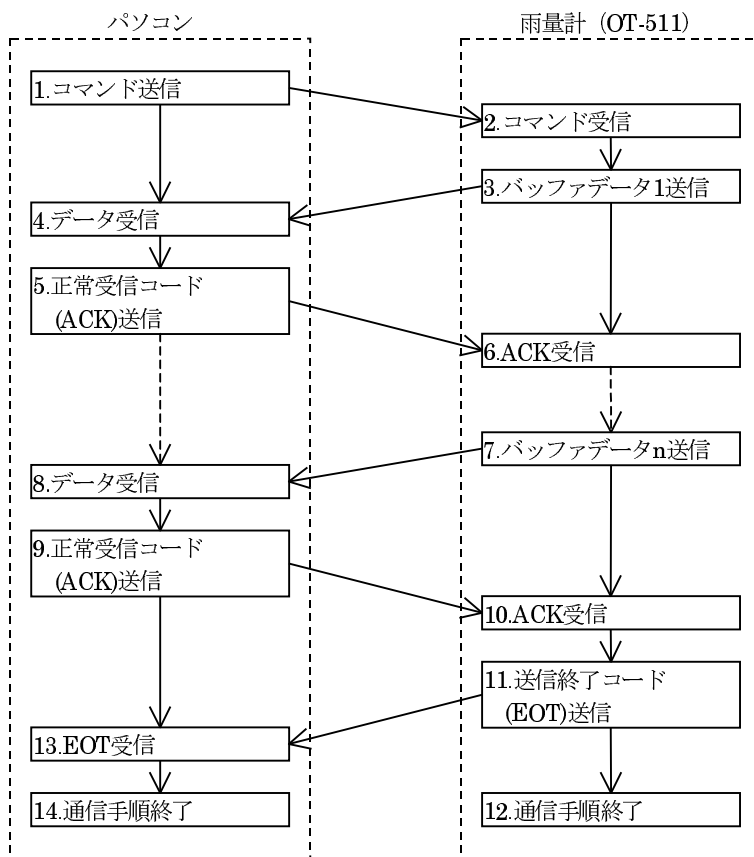 パソコン
雨量計（OT-511）
1.コマンド送信
2.コマンド受信
3.バッファデータ1送信
4.データ受信
5.正常受信コード
(ACK)送信
6.ACK受信
7.バッファデータn送信
8.データ受信
9.正常受信コード
(ACK)送信
10.ACK受信
11.送信終了コード
(EOT)送信
13.EOT受信
14.通信手順終了
12.通信手順終了